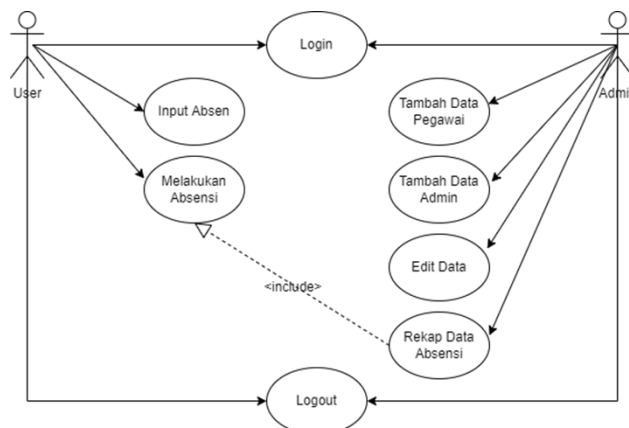 Login
User
Admi
Input Absen
Tambah Data
Pegawai
Melakukan
Absensi
Tambah Data
Admin
Edit Data
<include>
Rekap Data
Absensi
Logout